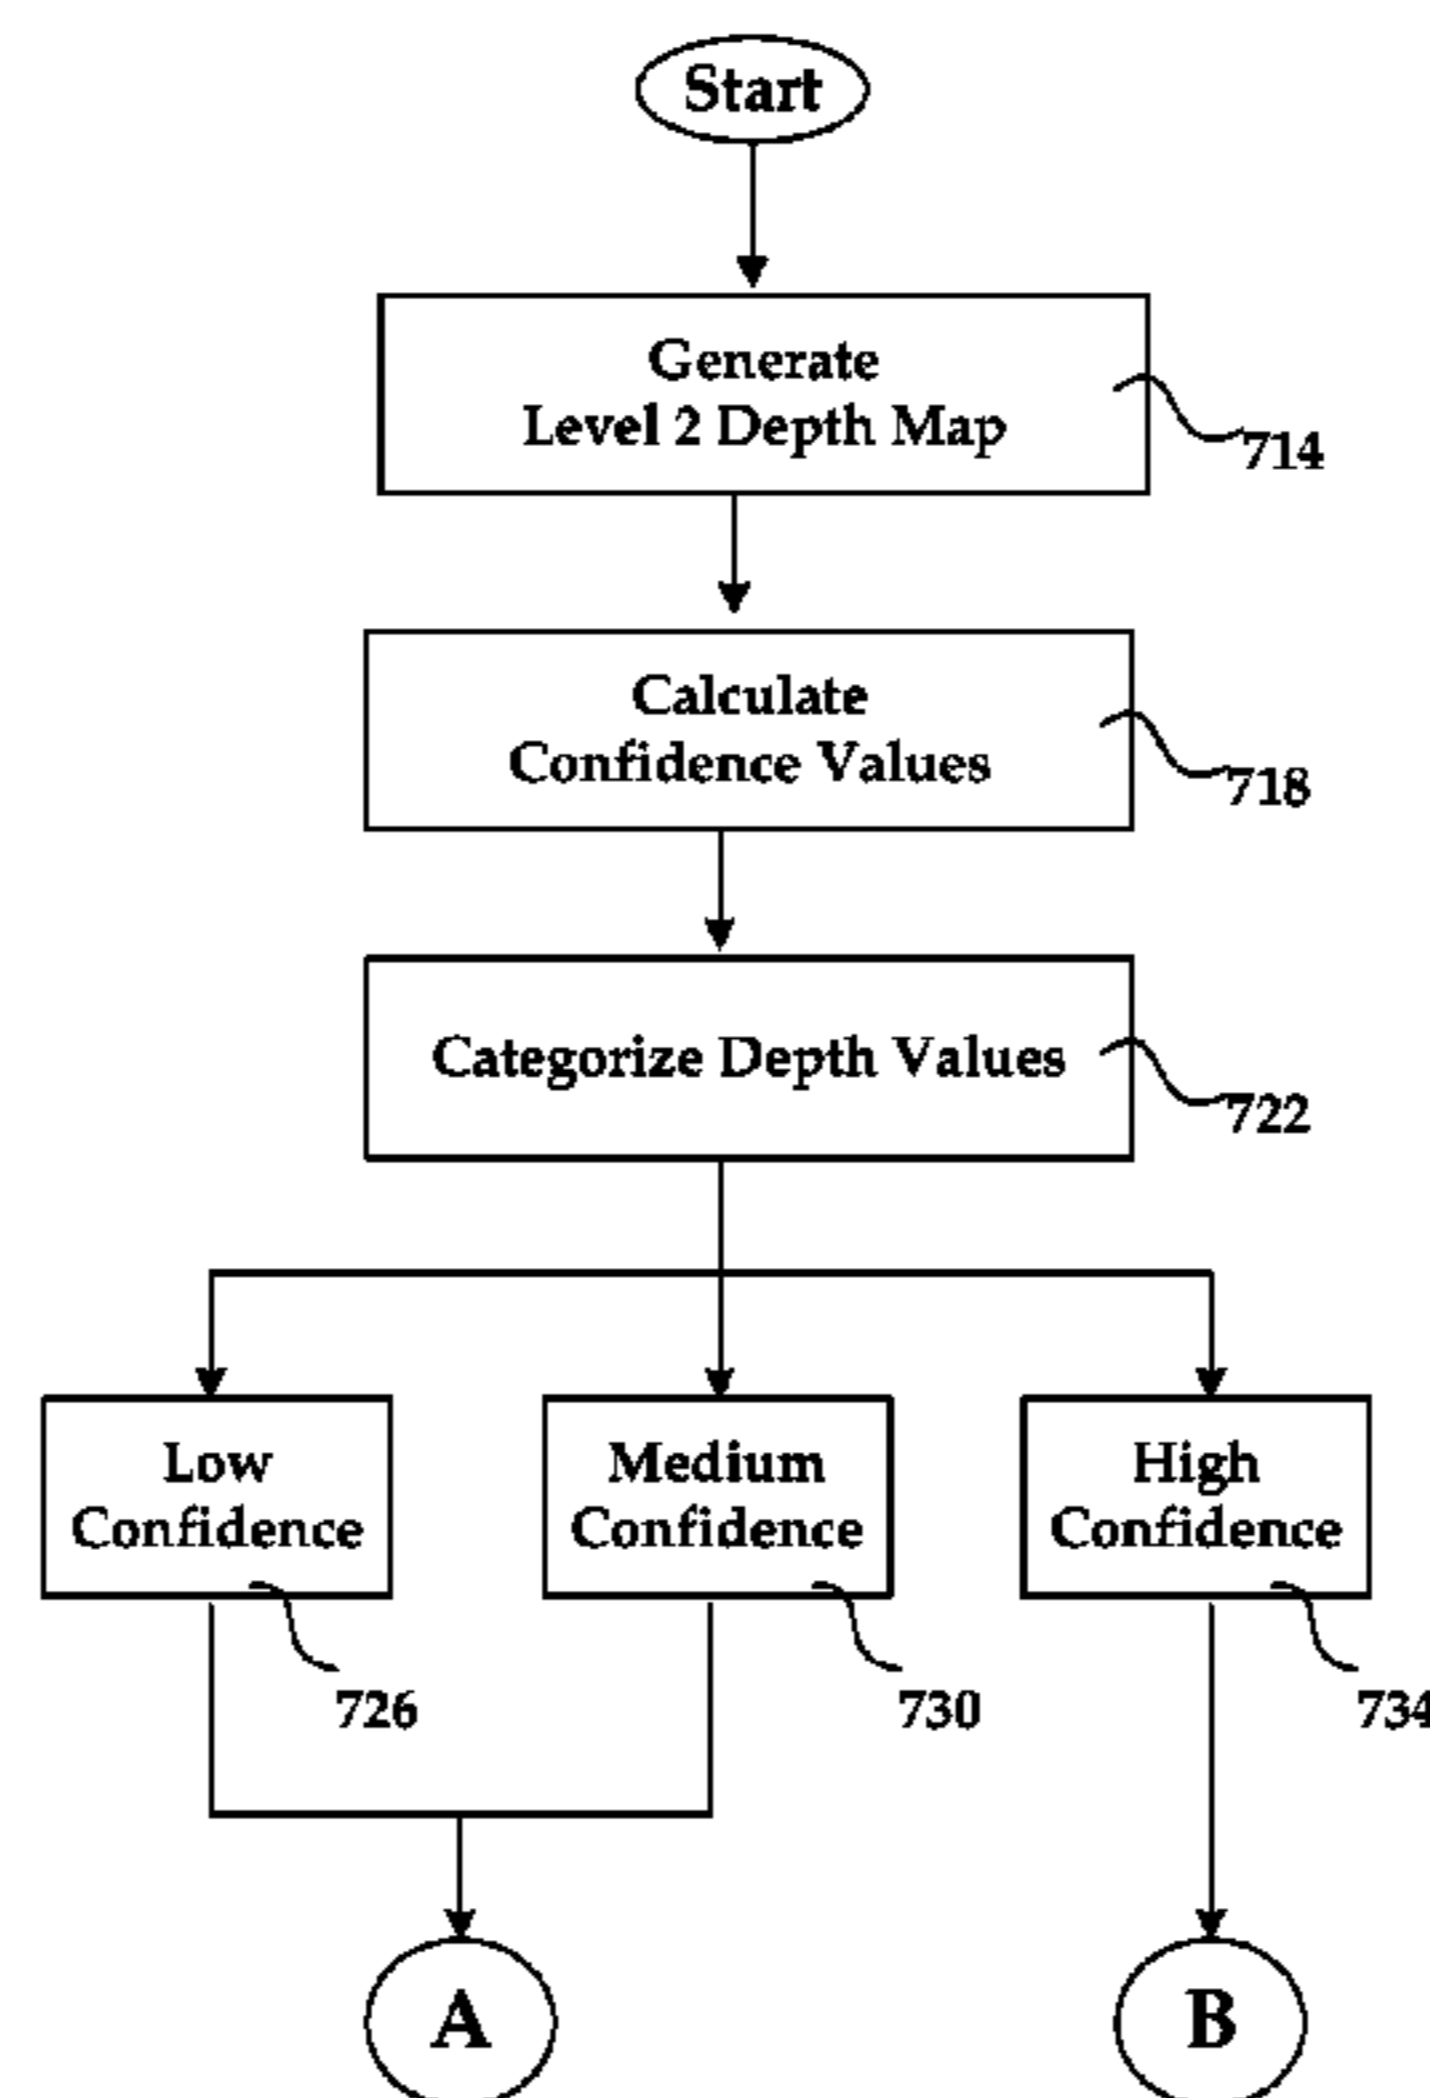 Start
Generate
Level 2 Depth Map
714
Calculate
Confidence Values
718
Categorize Depth Values
722
Low
Confidence
Medium
Confidence
High
Confidence
726
730
734
A
B